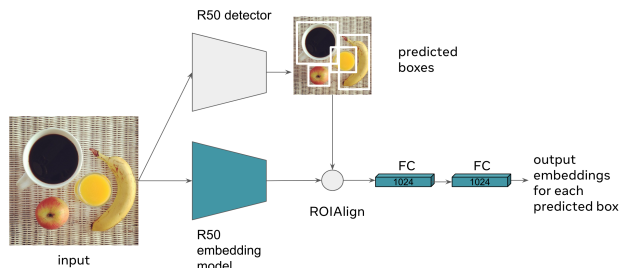 R50 detector
predicted
boxes
input
R50
embedding
model
ROIAlign
FC
1024
FC
1024
output
embeddings
for each
predicted box